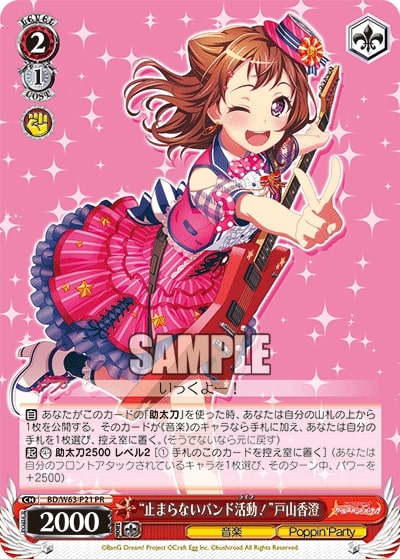 LEVEL
2
1
COST
SAMPLE
いっくよー！
自 あなたがこのカードの「助太刀」を使った時、あなたは自分の山札の上から
1枚を公開する。そのカードが《音楽》のキャラなら手札に加え、あなたは自分の
手札を1枚選び、控え室に置く。（そうでないなら元に戻す）
起 助太刀2500 レベル2 ［① 手札のこのカードを控え室に置く］（あなたは
自分のフロントアタックされているキャラを1枚選び、そのターン中、パワーを
+2500）
CH BD/W63-P21 PR
ライブ
“止まらないバンド活動！”戸山香澄
2000
音楽
Poppin'Party
©BanG Dream! Project ©Craft Egg Inc. ©bushiroad All Rights Reserved.